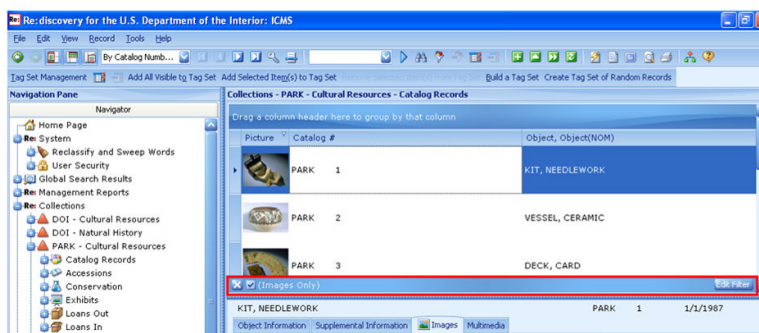 Re:discovery for the U.S. Department of the Interior: ICMS
File Edit View Record Tools Help
By Catalog Numb...
Tag Set Management Add All Visible to Tag Set Add Selected Item(s) to Tag Set Build a Tag Set Create Tag Set of Random Records
Navigation Pane
Navigator
Home Page
Re: System
Reclassify and Sweep Words
User Security
Global Search Results
Re: Management Reports
Re: Collections
DOI - Cultural Resources
DOI - Natural History
PARK - Cultural Resources
Catalog Records
Accessions
Conservation
Exhibits
Loans Out
Loans In
Collections - PARK - Cultural Resources - Catalog Records
Drag a column header here to group by that column
Picture Catalog # Object, Object(NOM)
PARK 1 KIT, NEEDLEWORK
PARK 2 VESSEL, CERAMIC
PARK 3 DECK, CARD
(Images Only) Edit Filter
KIT, NEEDLEWORK PARK 1 1/1/1987
Object Information Supplemental Information Images Multimedia